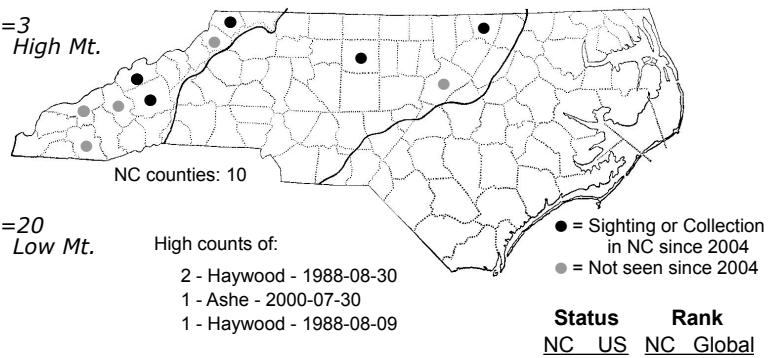 =3
High Mt.
NC counties: 10
=20
Low Mt.
High counts of:
2 - Haywood - 1988-08-30
1 - Ashe - 2000-07-30
1 - Haywood - 1988-08-09
= Sighting or Collection
in NC since 2004
= Not seen since 2004
Status Rank
NC US NC Global